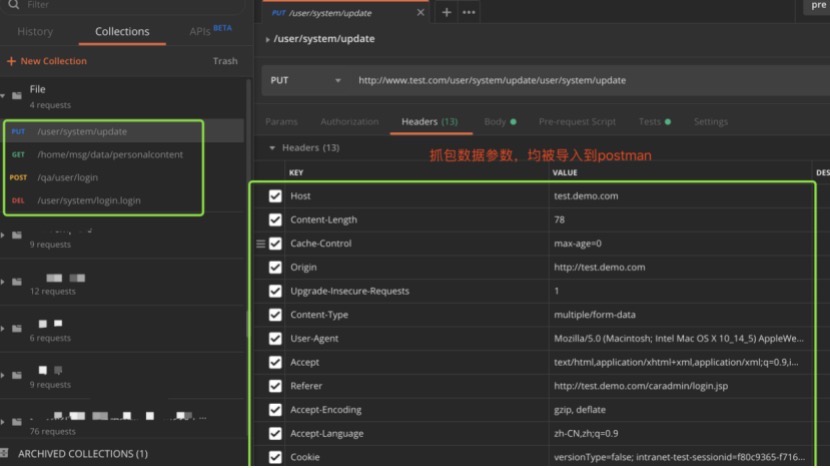 Filter
History
Collections
APIs BETA
+ New Collection
Trash
File
4 requests
PUT /user/system/update
GET /home/msg/data/personalcontent
POST /qa/user/login
DEL /user/system/login.login
9 requests
12 requests
6 requests
9 requests
76 requests
ARCHIVED COLLECTIONS (1)
PUT /user/system/update
pre
/user/system/update
PUT http://www.test.com/user/system/update/user/system/update
Params Authorization Headers (13) Body Pre-request Script Tests Settings
Headers (13)
抓包数据参数，均被导入到postman
KEY VALUE DES
Host test.demo.com
Content-Length 78
Cache-Control max-age=0
Origin http://test.demo.com
Upgrade-Insecure-Requests 1
Content-Type multiple/form-data
User-Agent Mozilla/5.0 (Macintosh; Intel Mac OS X 10_14_5) AppleWe...
Accept text/html,application/xhtml+xml,application/xml;q=0.9,i...
Referer http://test.demo.com/caradmin/login.jsp
Accept-Encoding gzip, deflate
Accept-Language zh-CN,zh;q=0.9
Cookie versionType=false; intranet-test-sessionid=f80c9365-f716...